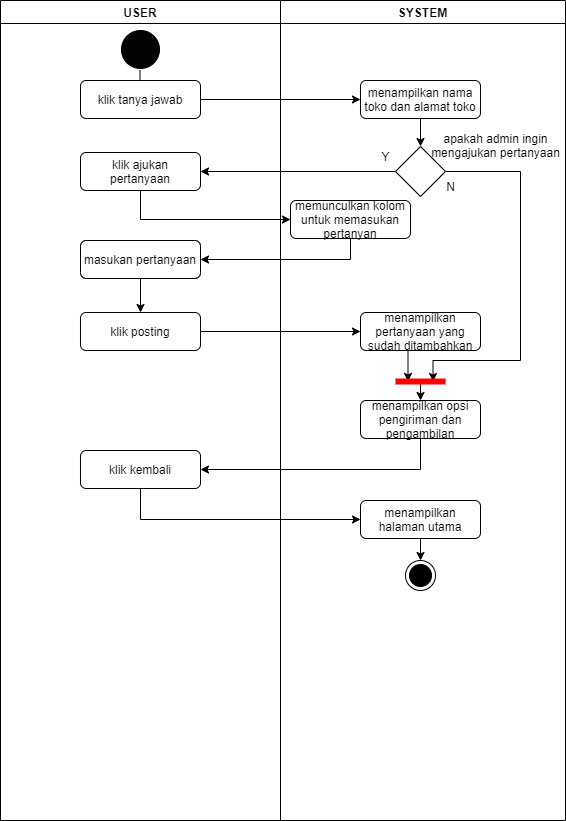 USER
SYSTEM
klik tanya jawab
menampilkan nama
toko dan alamat toko
apakah admin ingin
mengajukan pertanyaan
Y
N
klik ajukan
pertanyaan
memunculkan kolom
untuk memasukan
pertanyan
masukan pertanyaan
klik posting
menampilkan
pertanyaan yang
sudah ditambahkan
menampilkan opsi
pengiriman dan
pengambilan
klik kembali
menampilkan
halaman utama